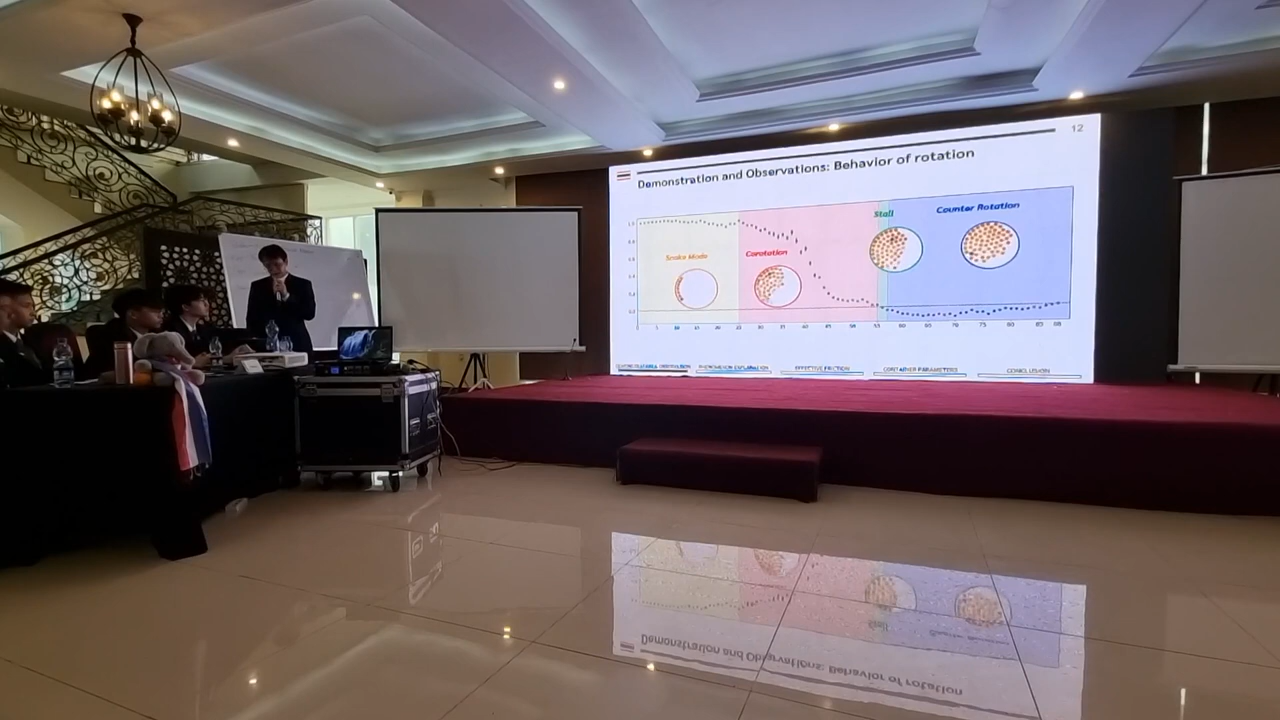 12
Demonstration and Observations: Behavior of rotation
Stall
Counter Rotation
Snake Mode
Corotation
PHENOMENON EXPLANATION
EFFECTIVE FRICTION
CONTAINER PARAMETERS
CONCLUSION